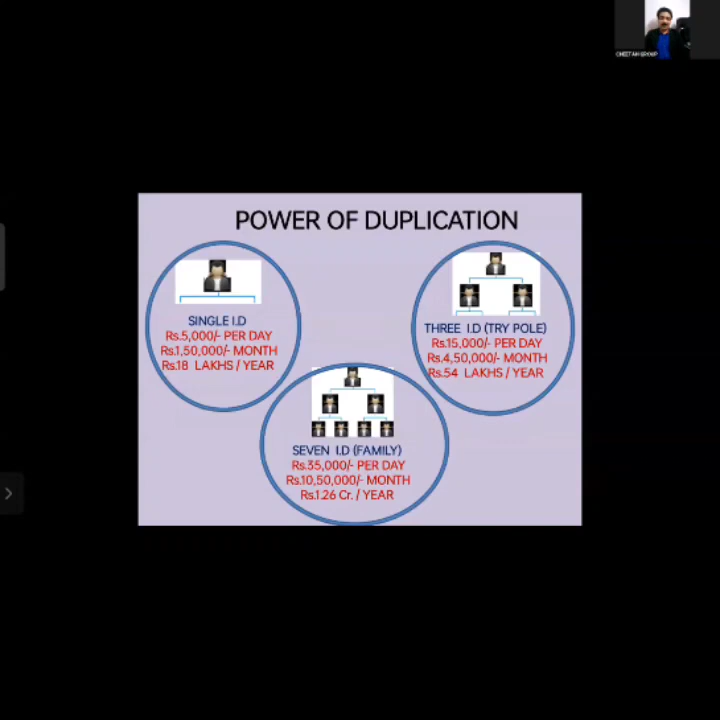 CHEETAH GROUP
POWER OF DUPLICATION
SINGLE I.D
Rs.5,000/- PER DAY
Rs.1,50,000/- MONTH
Rs.18 LAKHS / YEAR
THREE I.D (TRY POLE)
Rs.15,000/- PER DAY
Rs.4,50,000/- MONTH
Rs.54 LAKHS / YEAR
SEVEN I.D (FAMILY)
Rs.35,000/- PER DAY
Rs.10,50,000/- MONTH
Rs.1.26 Cr. / YEAR